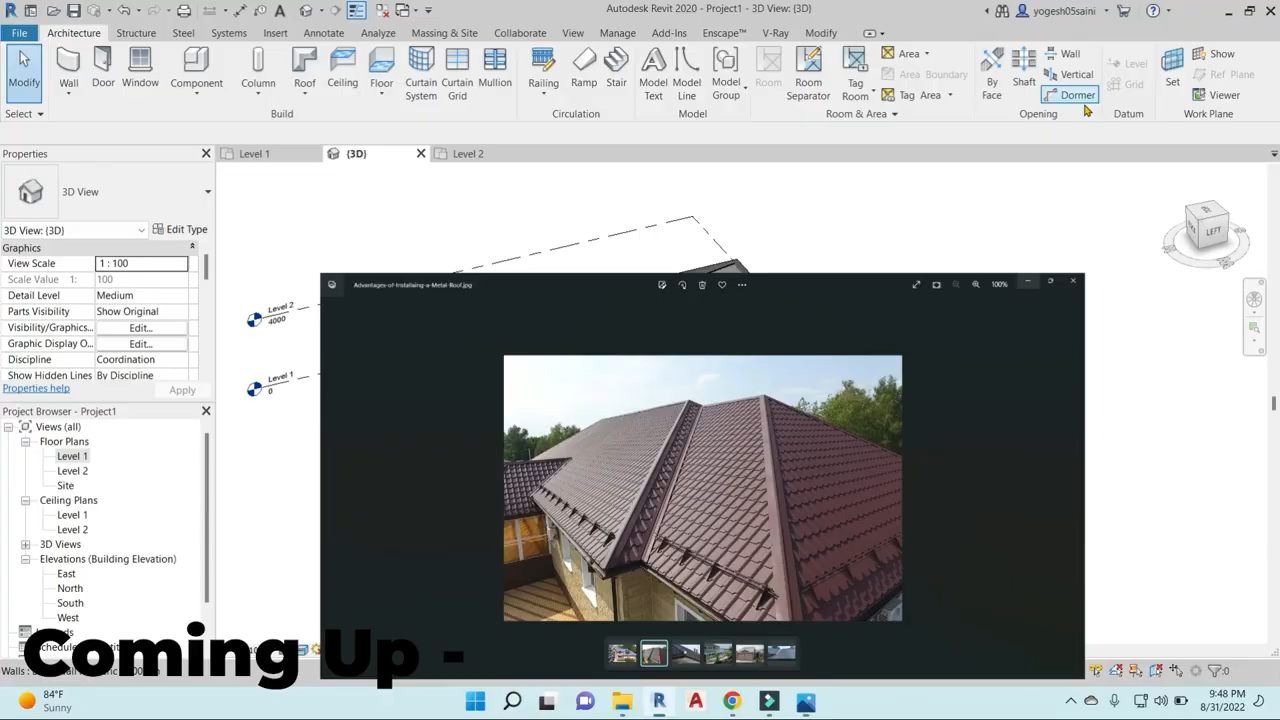 Autodesk Revit 2020 - Project1 - 3D View: {3D}
yogesh05saini
File
Architecture
Structure
Steel
Systems
Insert
Annotate
Analyze
Massing & Site
Collaborate
View
Manage
Add-Ins
Enscape™
V-Ray
Modify
Modify
Wall
Door
Window
Component
Column
Roof
Ceiling
Floor
Curtain System
Curtain Grid
Mullion
Railing
Ramp
Stair
Model Text
Model Line
Model Group
Room
Room Separator
Tag Room
Area
Area Boundary
Tag Area
By Face
Shaft
Wall
Vertical
Dormer
Level
Grid
Set
Show
Ref Plane
Viewer
Select
Build
Circulation
Model
Room & Area
Opening
Datum
Work Plane
Properties
Level 1
{3D}
Level 2
3D View
3D View: {3D}
Edit Type
Graphics
View Scale
1 : 100
Scale Value 1:
100
Detail Level
Medium
Parts Visibility
Show Original
Visibility/Graphics...
Edit...
Graphic Display O...
Edit...
Discipline
Coordination
Show Hidden Lines
By Discipline
Properties help
Apply
Project Browser - Project1
Views (all)
Floor Plans
Level 1
Level 2
Site
Ceiling Plans
Level 1
Level 2
3D Views
Elevations (Building Elevation)
East
North
South
West
Level 2
4000
Level 1
0
LEFT
Advantages-of-Installing-a-Metal-Roof.jpg
100%
Coming Up -
:0
84°F
Sunny
9:48 PM
8/31/2022